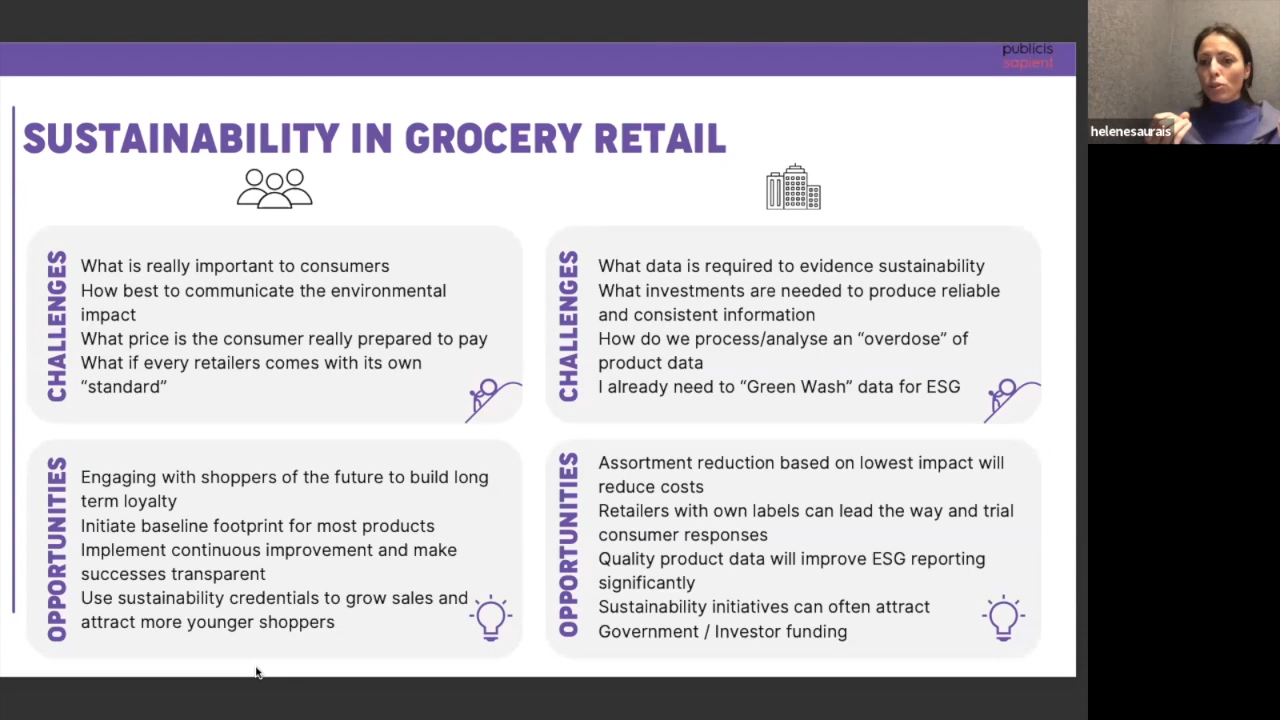 publicis
sapient
helenesaurais
SUSTAINABILITY IN GROCERY RETAIL
CHALLENGES
What is really important to consumers
How best to communicate the environmental
impact
What price is the consumer really prepared to pay
What if every retailers comes with its own
“standard”
CHALLENGES
What data is required to evidence sustainability
What investments are needed to produce reliable
and consistent information
How do we process/analyse an “overdose” of
product data
I already need to “Green Wash” data for ESG
OPPORTUNITIES
Engaging with shoppers of the future to build long
term loyalty
Initiate baseline footprint for most products
Implement continuous improvement and make
successes transparent
Use sustainability credentials to grow sales and
attract more younger shoppers
OPPORTUNITIES
Assortment reduction based on lowest impact will
reduce costs
Retailers with own labels can lead the way and trial
consumer responses
Quality product data will improve ESG reporting
significantly
Sustainability initiatives can often attract
Government / Investor funding